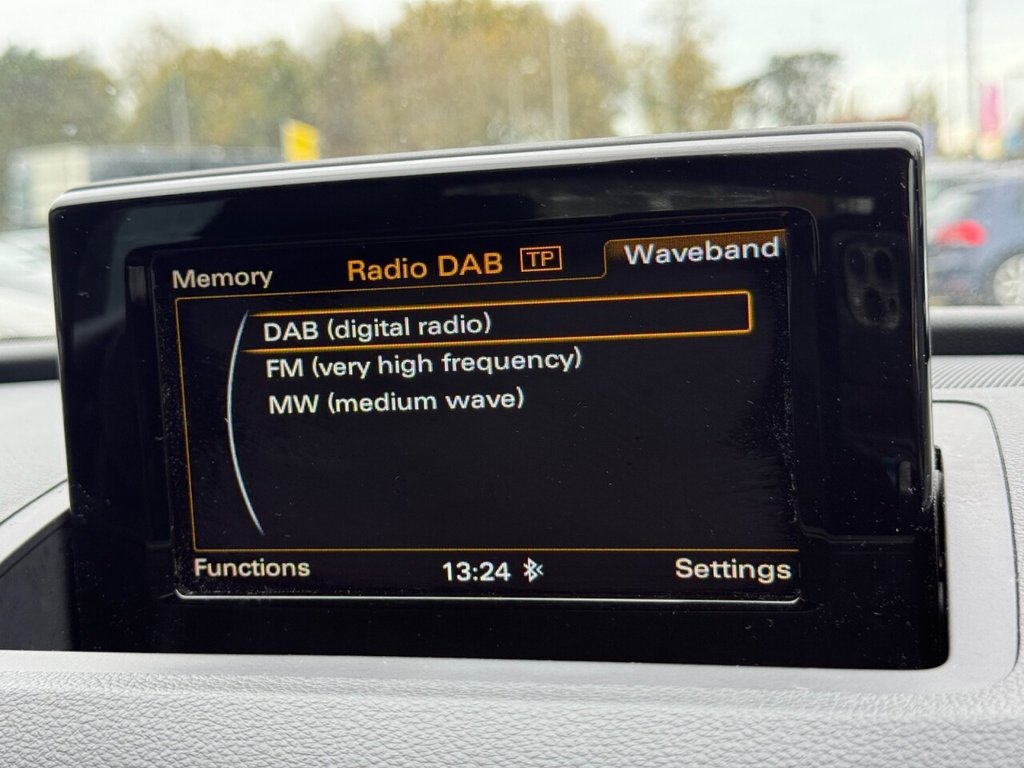 Memory
Radio DAB TP
Waveband
DAB (digital radio)
FM (very high frequency)
MW (medium wave)
Functions
13:24
Settings